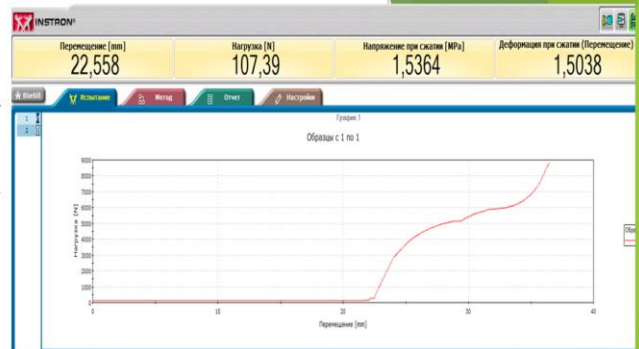 INSTRON®
Перемещение [mm]
22,558
Нагрузка [N]
107,39
Напряжение при сжатии [MPa]
1,5364
Деформация при сжатии (Перемещение)
1,5038
Bluehill
Испытание
Метод
Отчет
Настройки
1
2
График 1
Образцы с 1 по 1
Нагрузка [N]
9000
8000
7000
6000
5000
4000
3000
2000
1000
0
0
10
20
30
40
Перемещение [mm]